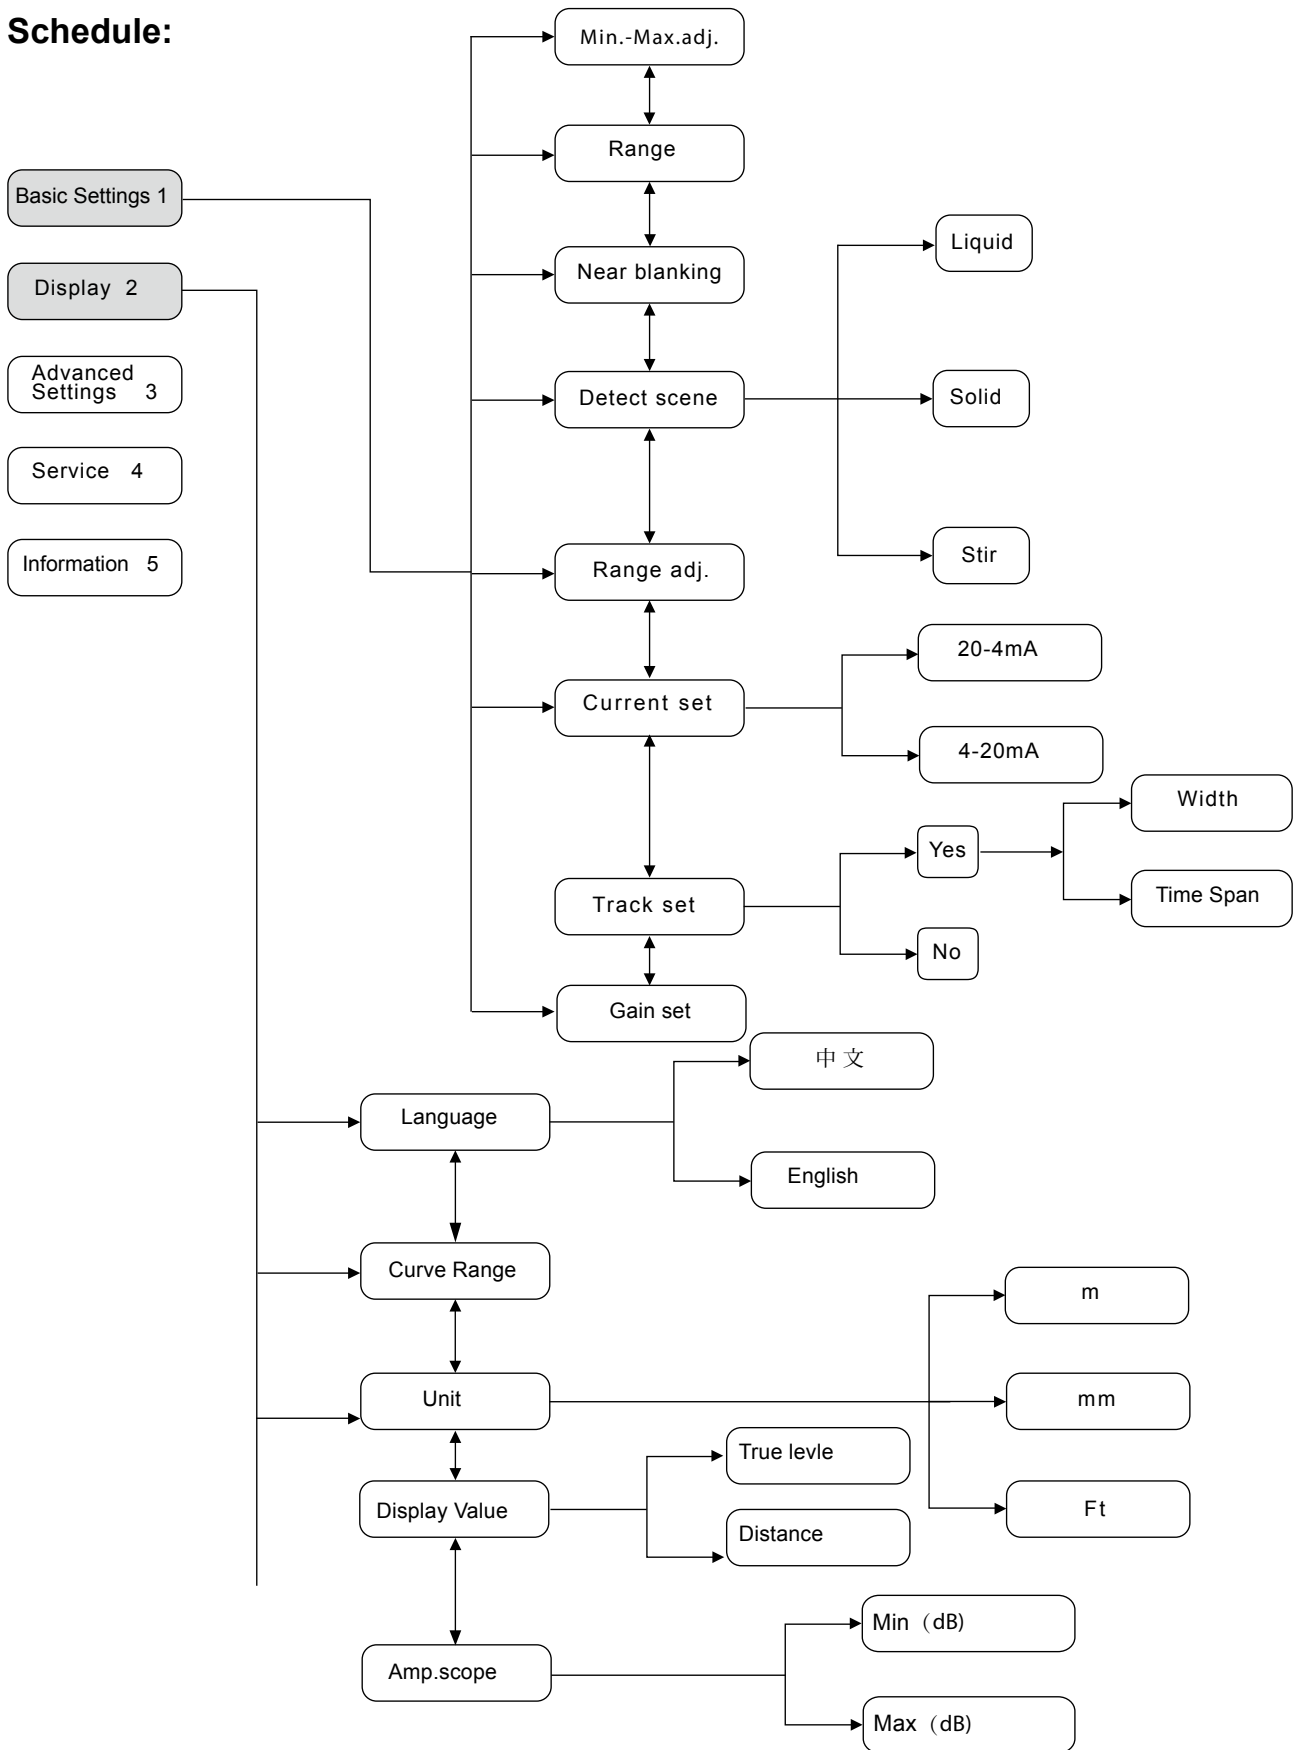 Schedule:
Min.-Max.adj.
Range
Basic Settings 1
Near blanking
Liquid
Display 2
Advanced
Settings 3
Detect scene
Solid
Service 4
Information 5
Range adj.
Stir
Current set
20-4mA
4-20mA
Width
Yes
Track set
Time Span
No
Gain set
中文
Language
English
Curve Range
m
Unit
mm
True levle
Display Value
Distance
Ft
Min（dB)
Amp.scope
Max（dB)